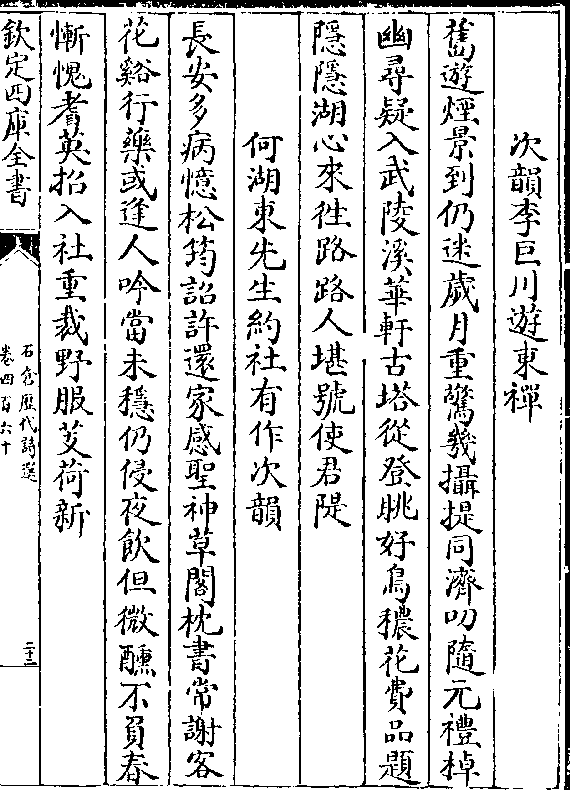 次韻李巨川遊東禪
舊遊煙景到仍迷歲月重驚幾攝提同濟叨隨元禮棹
幽尋疑入武陵溪華軒古塔從登眺好鳥穠花費品題
隱隱湖心來徃路路人堪號使君隄
何湖東先生約社有作次韻
長安多病憶松筠詔許還家感聖神草閣枕書常謝客
花谿行藥或逢人吟當未穩仍侵夜飲但微醺不負春
慚愧耆英招入社重裁野服芰荷新
欽定四庫全書
石倉歷代詩選
卷四百六十
二十二